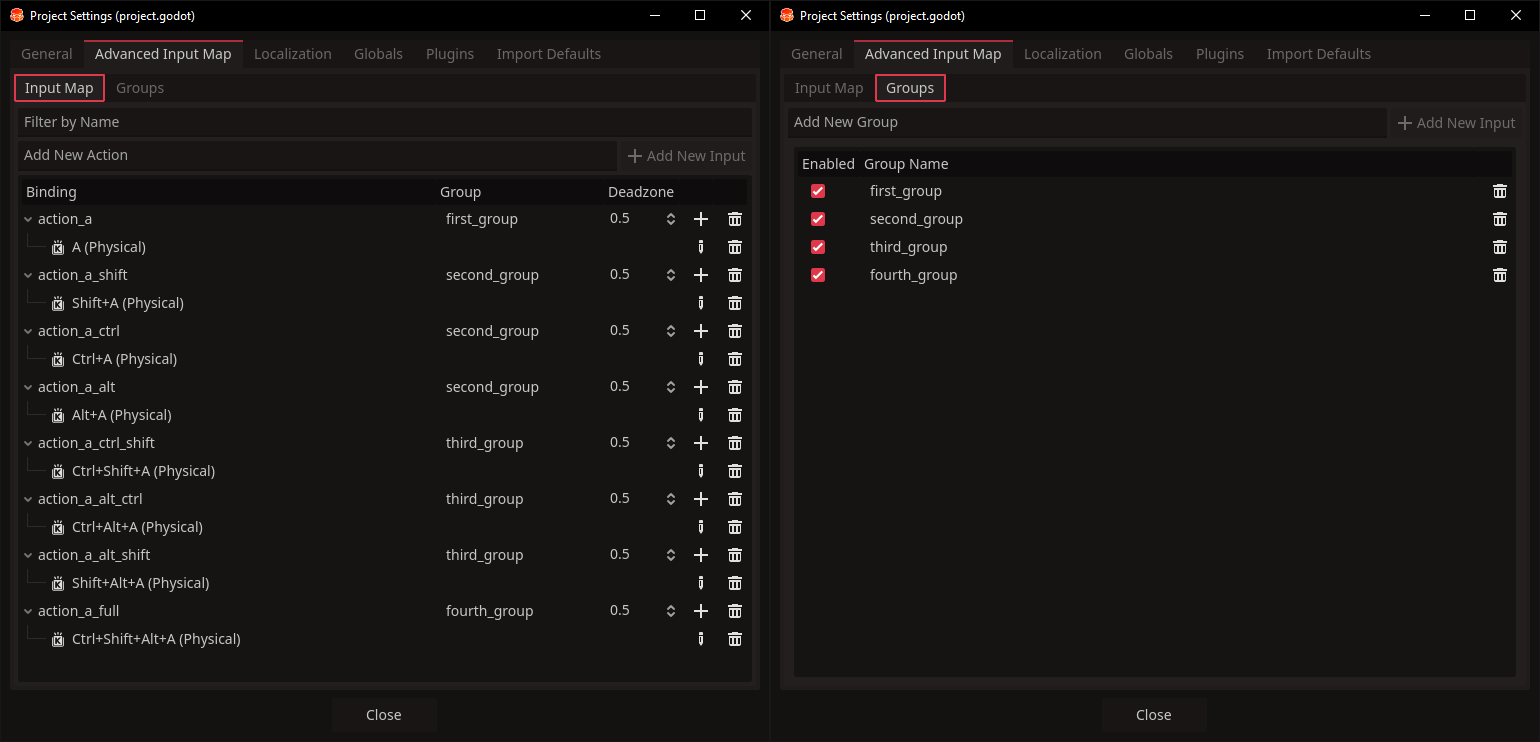 Project Settings (project.godot)
General Advanced Input Map Localization Globals Plugins Import Defaults
Input Map Groups
Filter by Name
Add New Action Add New Input
Binding Group Deadzone
action_a first_group 0.5
A (Physical)
action_a_shift second_group 0.5
Shift+A (Physical)
action_a_ctrl second_group 0.5
Ctrl+A (Physical)
action_a_alt second_group 0.5
Alt+A (Physical)
action_a_ctrl_shift third_group 0.5
Ctrl+Shift+A (Physical)
action_a_alt_ctrl third_group 0.5
Ctrl+Alt+A (Physical)
action_a_alt_shift third_group 0.5
Shift+Alt+A (Physical)
action_a_full fourth_group 0.5
Ctrl+Shift+Alt+A (Physical)
Close
Project Settings (project.godot)
General Advanced Input Map Localization Globals Plugins Import Defaults
Input Map Groups
Add New Group Add New Input
Enabled Group Name
first_group
second_group
third_group
fourth_group
Close